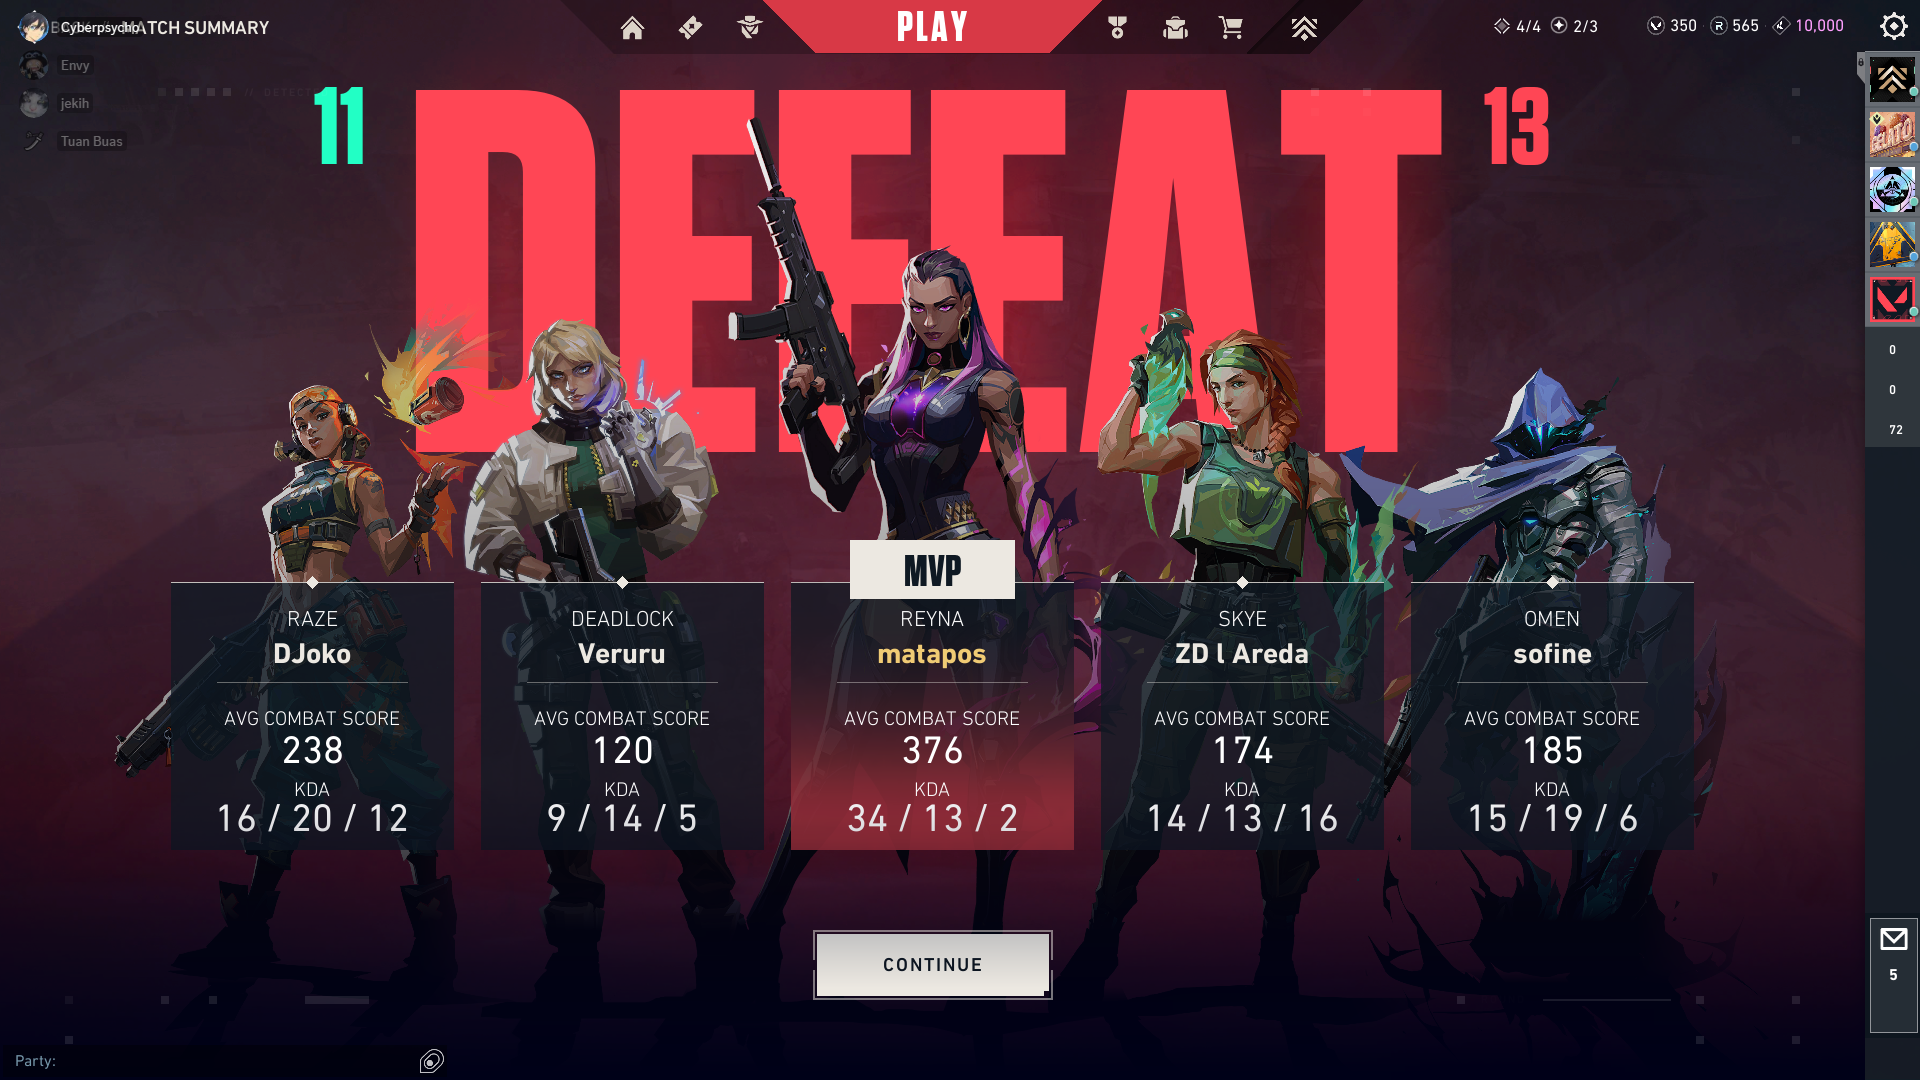 Cyberpsycho
MATCH SUMMARY
PLAY
4/4
2/3
350
565
10,000
Envy
jekih
Tuan Buas
11
DEFEAT
13
GELATO
0
0
72
MVP
RAZE
DJoko
AVG COMBAT SCORE
238
KDA
16 / 20 / 12
DEADLOCK
Veruru
AVG COMBAT SCORE
120
KDA
9 / 14 / 5
REYNA
matapos
AVG COMBAT SCORE
376
KDA
34 / 13 / 2
SKYE
ZD l Areda
AVG COMBAT SCORE
174
KDA
14 / 13 / 16
OMEN
sofine
AVG COMBAT SCORE
185
KDA
15 / 19 / 6
CONTINUE
5
Party: